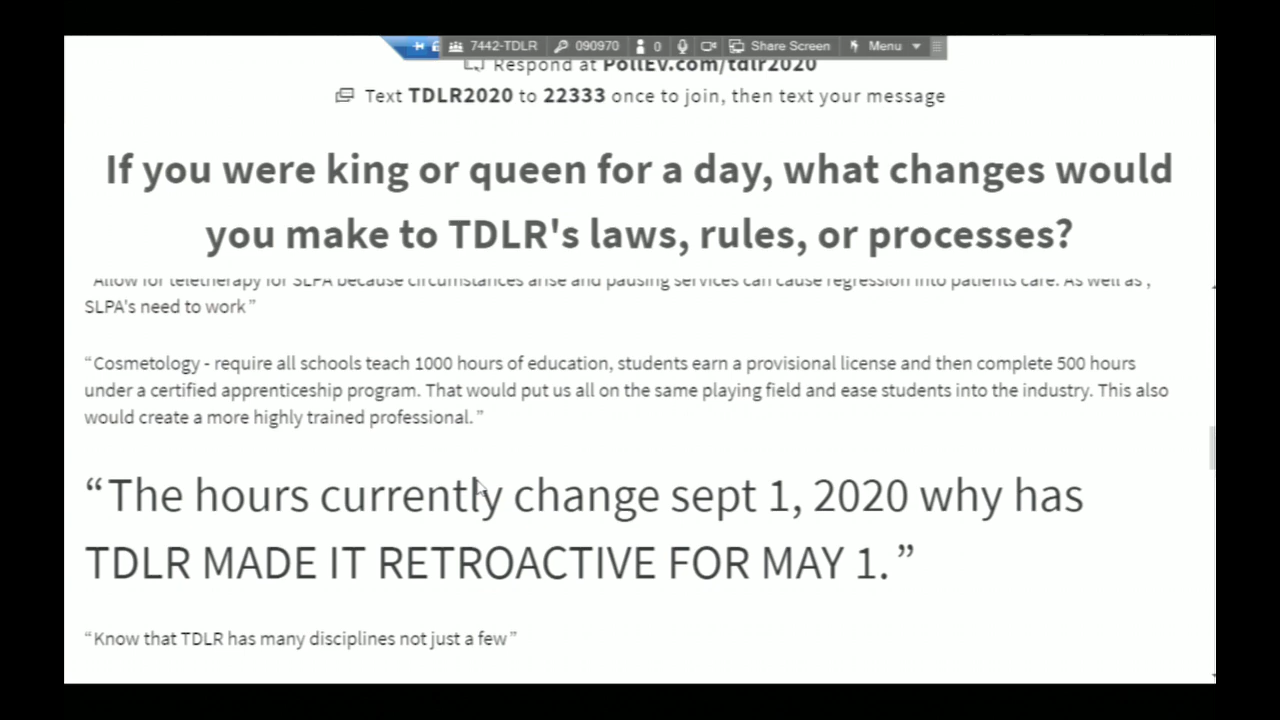 7442-TDLR 090970 0 Share Screen Menu
Respond at PollEv.com/tdlr2020
Text TDLR2020 to 22333 once to join, then text your message
If you were king or queen for a day, what changes would
you make to TDLR's laws, rules, or processes?
Allow for teletherapy for SLPA because circumstances arise and pausing services can cause regression into patients care. As well as ,
SLPA's need to work”
“Cosmetology - require all schools teach 1000 hours of education, students earn a provisional license and then complete 500 hours
under a certified apprenticeship program. That would put us all on the same playing field and ease students into the industry. This also
would create a more highly trained professional.”
“The hours currently change sept 1, 2020 why has
TDLR MADE IT RETROACTIVE FOR MAY 1.”
“Know that TDLR has many disciplines not just a few”